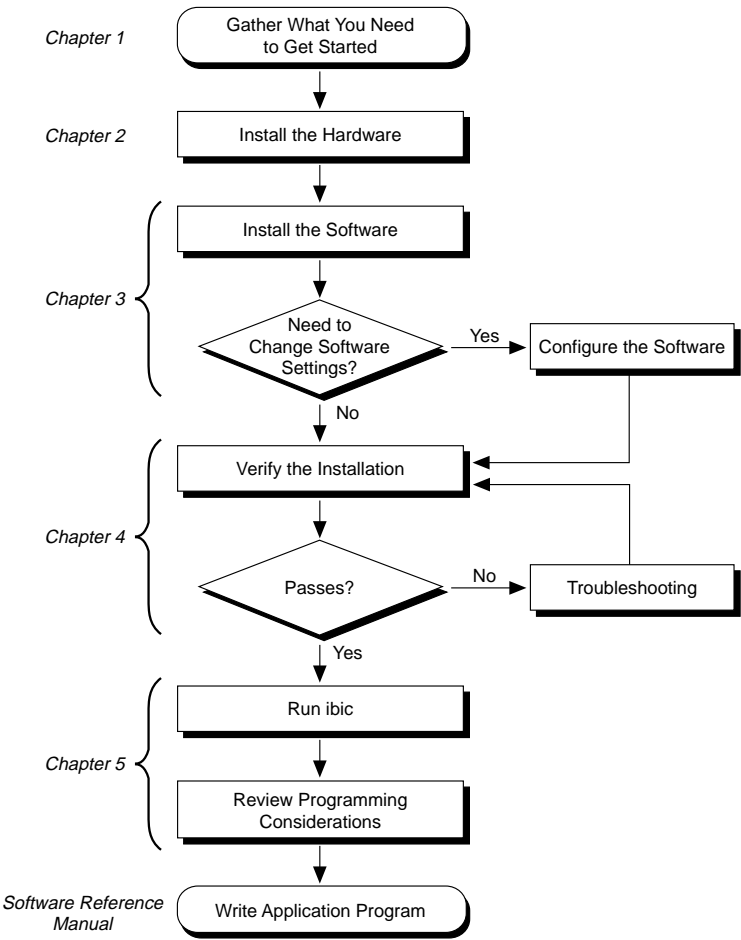 Chapter 1
Gather What You Need
to Get Started
Chapter 2
Install the Hardware
Install the Software
Chapter 3
Need to
Change Software
Settings?
Yes
Configure the Software
No
Verify the Installation
Chapter 4
Passes?
No
Troubleshooting
Yes
Run ibic
Chapter 5
Review Programming
Considerations
Software Reference
Manual
Write Application Program